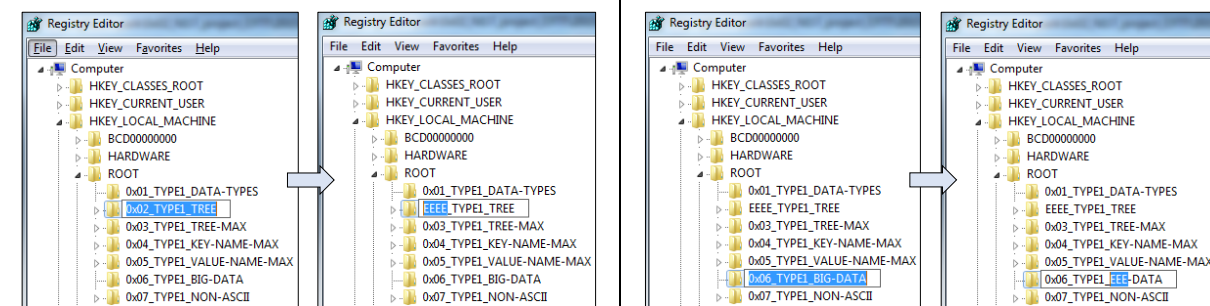 Registry Editor
File Edit View Favorites Help
Computer
HKEY_CLASSES_ROOT
HKEY_CURRENT_USER
HKEY_LOCAL_MACHINE
BCD00000000
HARDWARE
ROOT
0x01_TYPE1_DATA-TYPES
0x02_TYPE1_TREE
0x03_TYPE1_TREE-MAX
0x04_TYPE1_KEY-NAME-MAX
0x05_TYPE1_VALUE-NAME-MAX
0x06_TYPE1_BIG-DATA
0x07_TYPE1_NON-ASCII
Registry Editor
File Edit View Favorites Help
Computer
HKEY_CLASSES_ROOT
HKEY_CURRENT_USER
HKEY_LOCAL_MACHINE
BCD00000000
HARDWARE
ROOT
0x01_TYPE1_DATA-TYPES
EEEE_TYPE1_TREE
0x03_TYPE1_TREE-MAX
0x04_TYPE1_KEY-NAME-MAX
0x05_TYPE1_VALUE-NAME-MAX
0x06_TYPE1_BIG-DATA
0x07_TYPE1_NON-ASCII
Registry Editor
File Edit View Favorites Help
Computer
HKEY_CLASSES_ROOT
HKEY_CURRENT_USER
HKEY_LOCAL_MACHINE
BCD00000000
HARDWARE
ROOT
0x01_TYPE1_DATA-TYPES
EEEE_TYPE1_TREE
0x03_TYPE1_TREE-MAX
0x04_TYPE1_KEY-NAME-MAX
0x05_TYPE1_VALUE-NAME-MAX
0x06_TYPE1_BIG-DATA
0x07_TYPE1_NON-ASCII
Registry Editor
File Edit View Favorites Help
Computer
HKEY_CLASSES_ROOT
HKEY_CURRENT_USER
HKEY_LOCAL_MACHINE
BCD00000000
HARDWARE
ROOT
0x01_TYPE1_DATA-TYPES
EEEE_TYPE1_TREE
0x03_TYPE1_TREE-MAX
0x04_TYPE1_KEY-NAME-MAX
0x05_TYPE1_VALUE-NAME-MAX
0x06_TYPE1_EEE-DATA
0x07_TYPE1_NON-ASCII